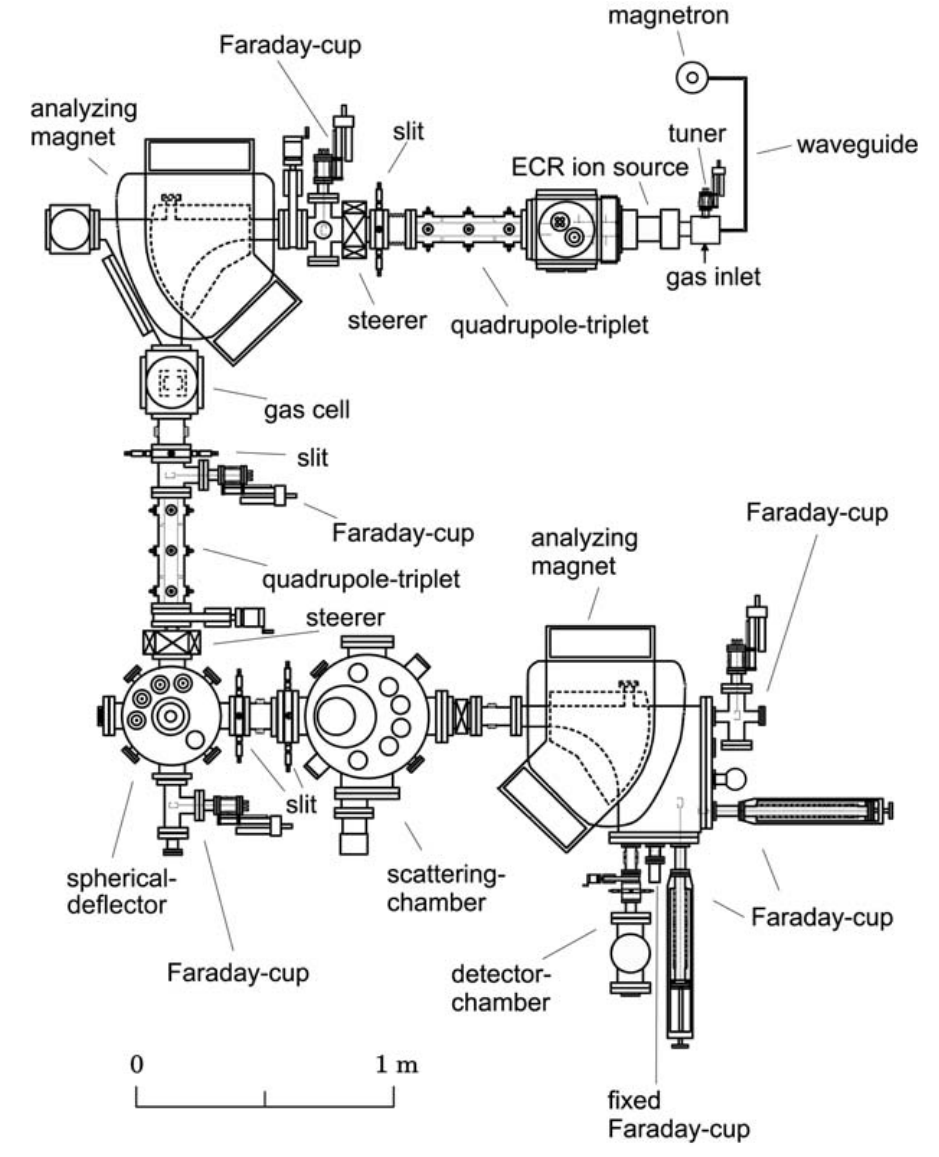 magnetron
Faraday-cup
analyzing
magnet
slit
tuner
waveguide
ECR ion source
gas inlet
steerer
quadrupole-triplet
gas cell
slit
Faraday-cup
quadrupole-triplet
steerer
Faraday-cup
analyzing
magnet
slit
spherical-
deflector
scattering-
chamber
Faraday-cup
Faraday-cup
detector-
chamber
0 1 m
fixed
Faraday-cup